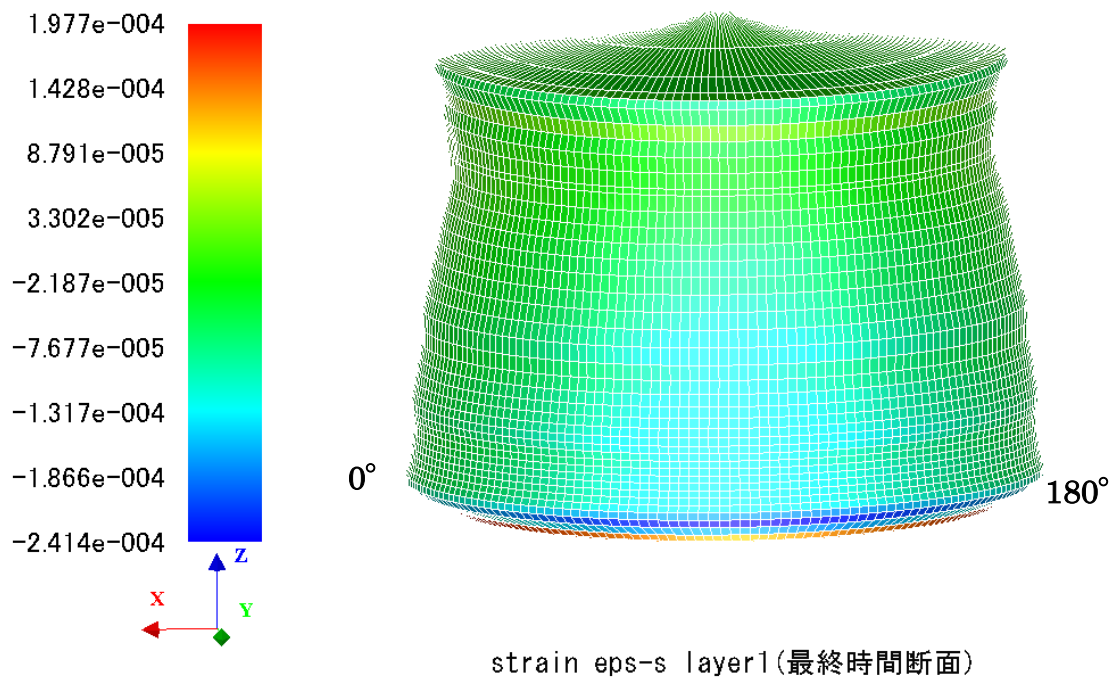 1.977e-004
1.428e-004
8.791e-005
3.302e-005
-2.187e-005
-7.677e-005
-1.317e-004
-1.866e-004
-2.414e-004
0°
180°
Z
X
Y
strain eps-s layer1(最終時間断面)